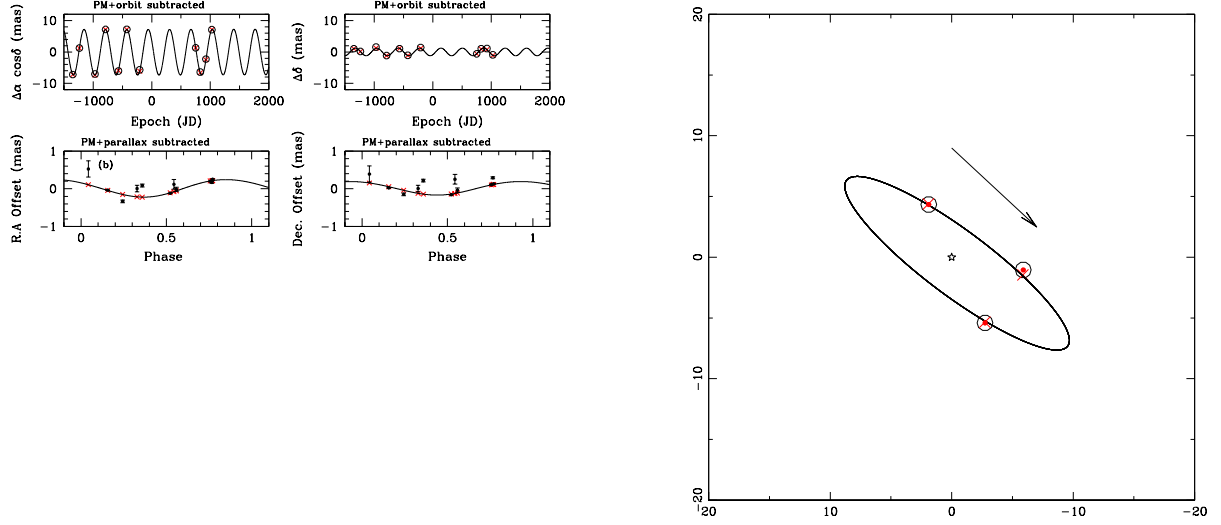 PM+orbit subtracted
Δα cosδ (mas)
10
0
−10
−1000 0 1000 2000
Epoch (JD)
PM+orbit subtracted
Δδ (mas)
10
0
−10
−1000 0 1000 2000
Epoch (JD)
PM+parallax subtracted
(b)
R.A Offset (mas)
1
0
−1
0 0.5 1
Phase
PM+parallax subtracted
Dec. Offset (mas)
1
0
−1
0 0.5 1
Phase
20
10
0
−10
−20
20 10 0 −10 −20